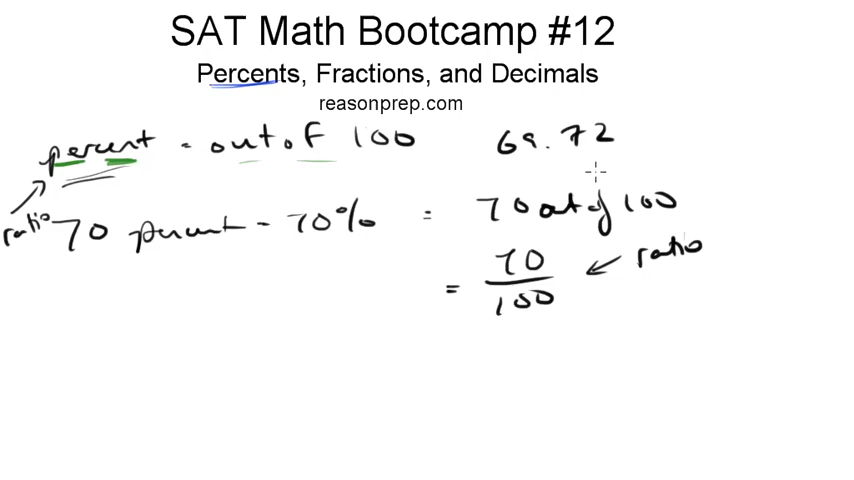 SAT Math Bootcamp #12
Percents, Fractions, and Decimals
reasonprep.com
percent = out of 100 69.72
ratio 70 percent = 70% = 70 out of 100
= 70/100 ratio